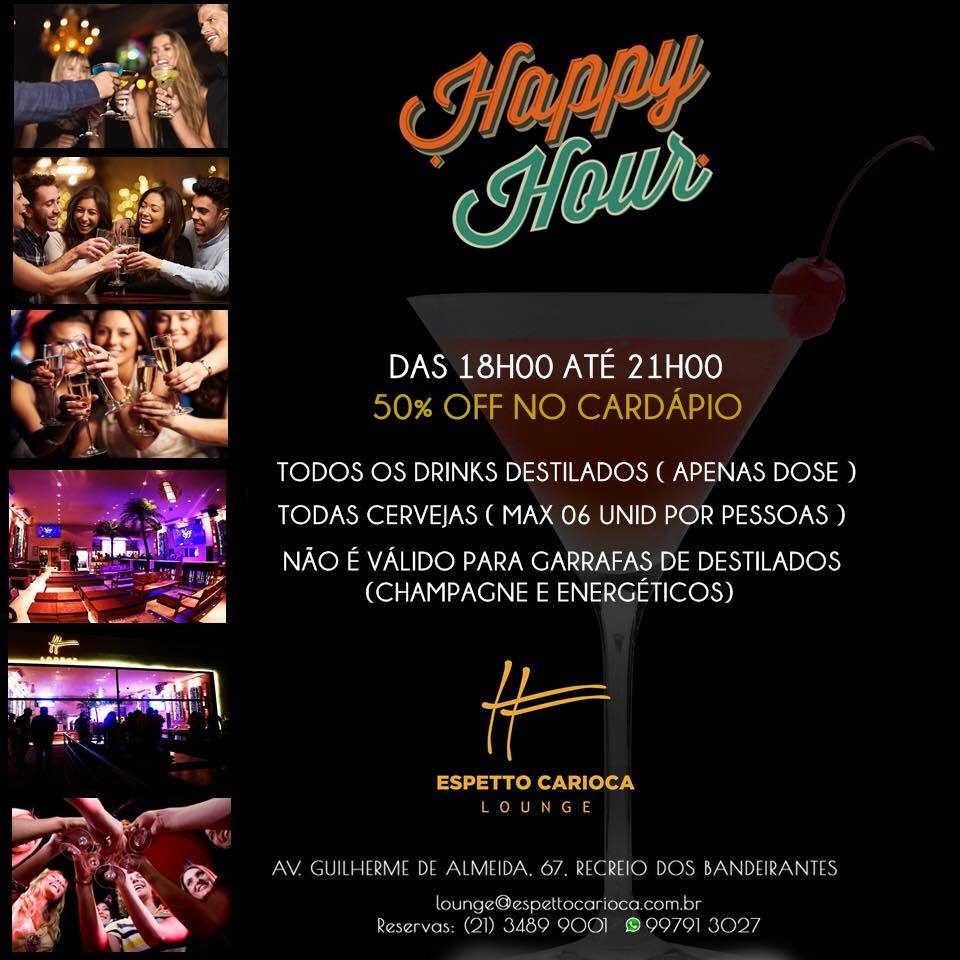 Happy
Hour
DAS 18H00 ATÉ 21H00
50% OFF NO CARDÁPIO
TODOS OS DRINKS DESTILADOS ( APENAS DOSE )
TODAS CERVEJAS ( MAX 06 UNID POR PESSOAS )
NÃO É VÁLIDO PARA GARRAFAS DE DESTILADOS
(CHAMPAGNE E ENERGÉTICOS)
ESPETTO CARIOCA
LOUNGE
AV. GUILHERME DE ALMEIDA, 67, RECREIO DOS BANDEIRANTES
lounge@espettocarioca.com.br
Reservas: (21) 3489 9001 99791 3027